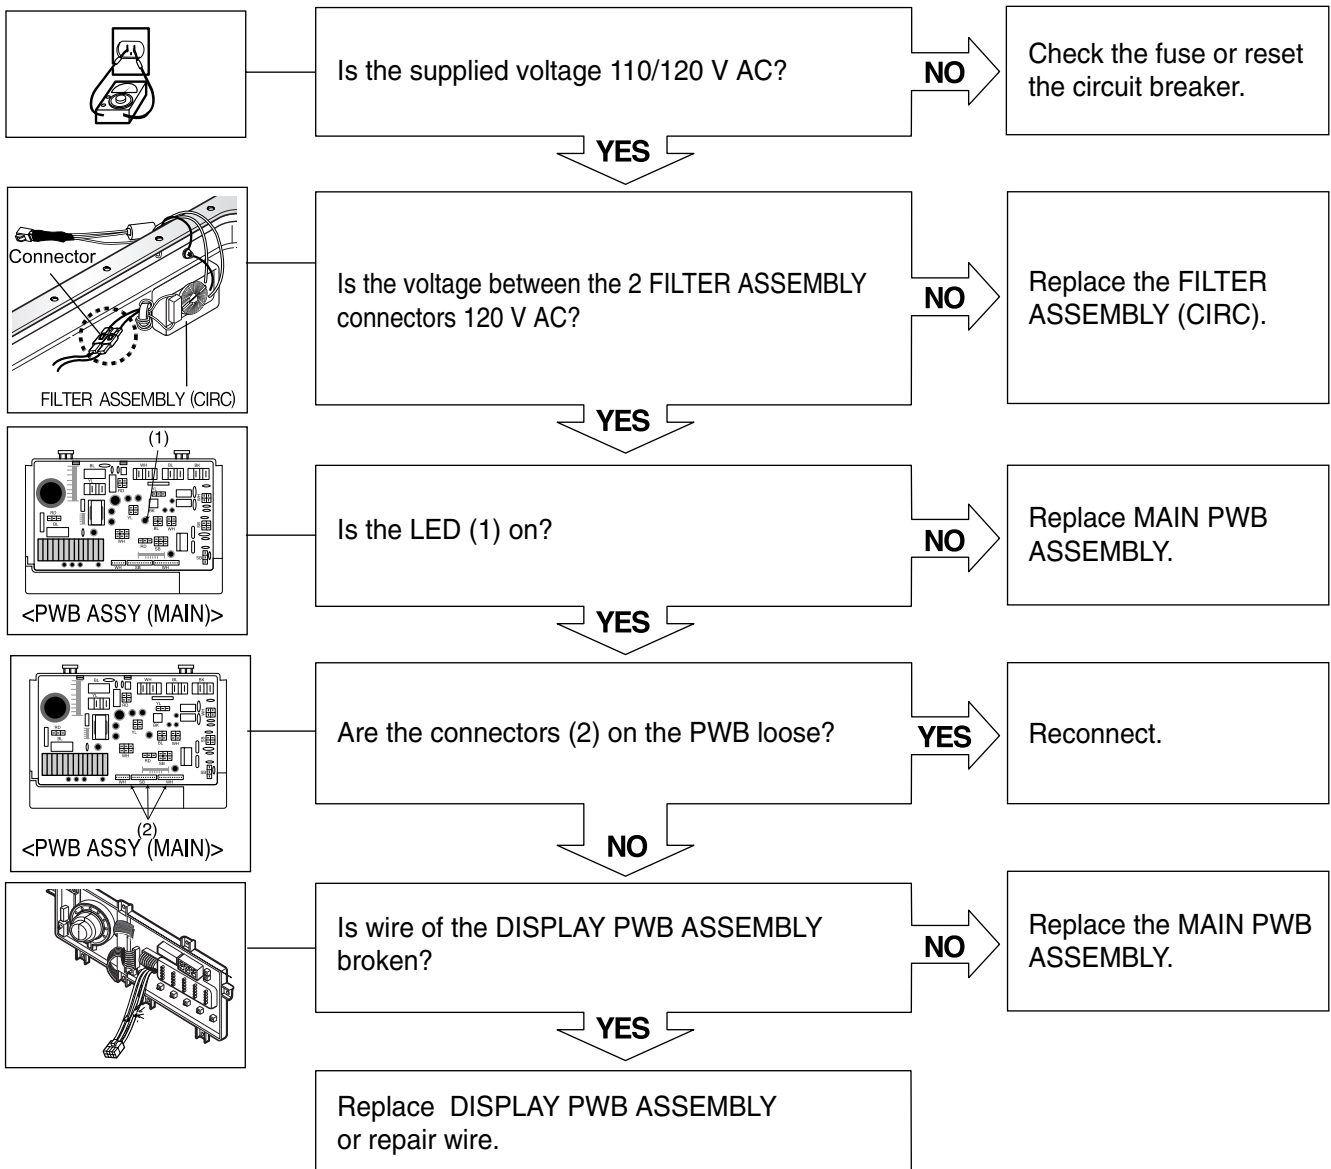 Is the supplied voltage 110/120 V AC?
NO
Check the fuse or reset
the circuit breaker.
YES
Connector
FILTER ASSEMBLY (CIRC)
Is the voltage between the 2 FILTER ASSEMBLY
connectors 120 V AC?
NO
Replace the FILTER
ASSEMBLY (CIRC).
YES
(1)
<PWB ASSY (MAIN)>
Is the LED (1) on?
NO
Replace MAIN PWB
ASSEMBLY.
YES
(2)
<PWB ASSY (MAIN)>
Are the connectors (2) on the PWB loose?
YES
Reconnect.
NO
Is wire of the DISPLAY PWB ASSEMBLY
broken?
NO
Replace the MAIN PWB
ASSEMBLY.
YES
Replace DISPLAY PWB ASSEMBLY
or repair wire.